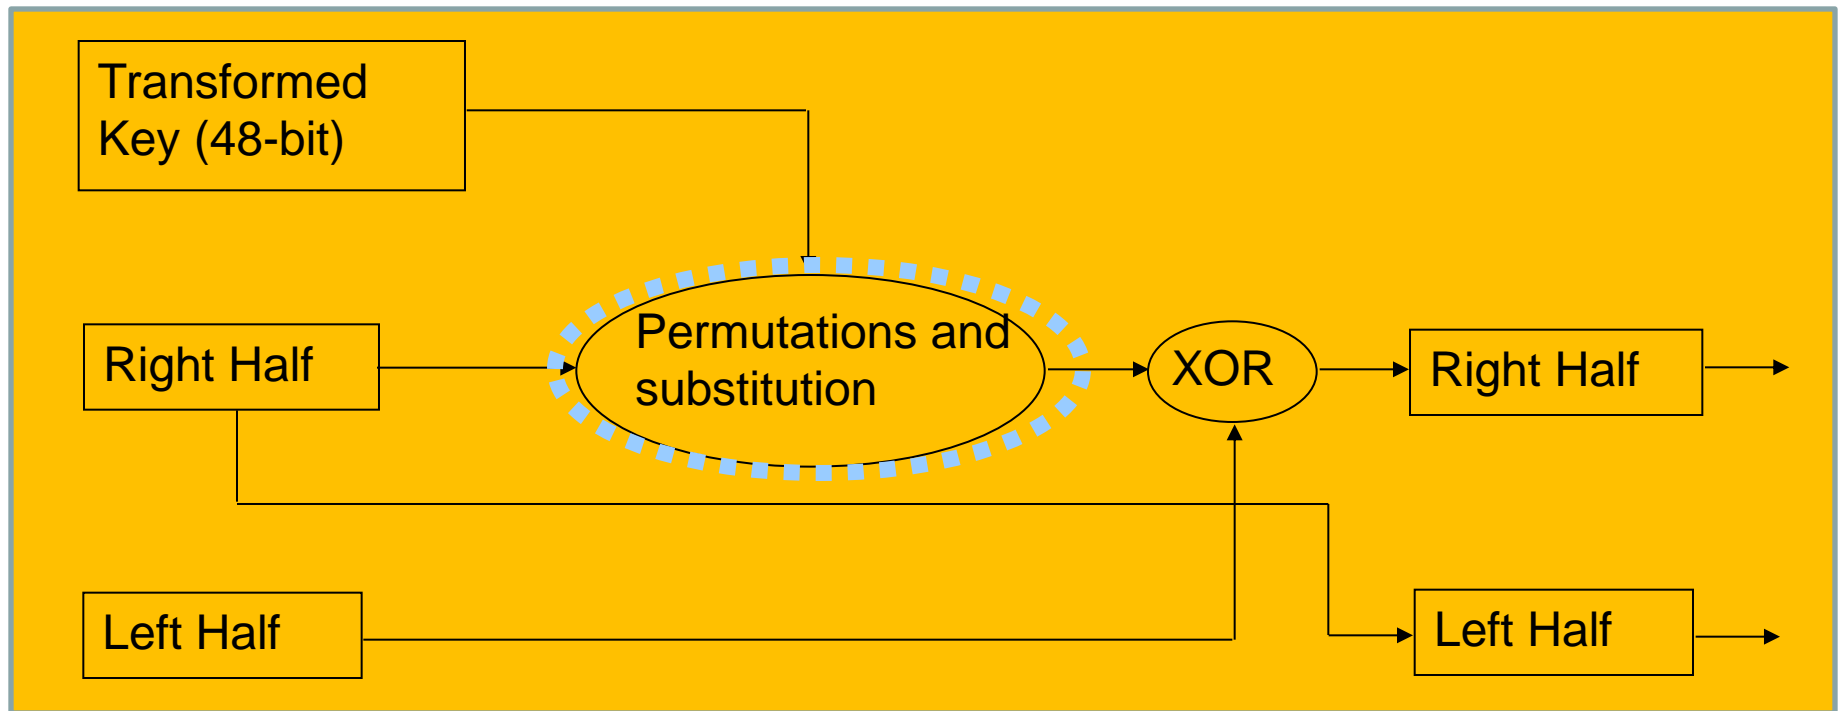 Transformed
Key (48-bit)
Right Half
Permutations and
substitution
XOR
Right Half
Left Half
Left Half